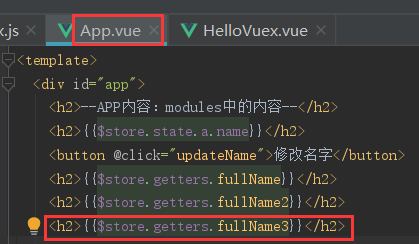 x.js App.vue HelloVuex.vue
<template>
<div id="app">
<h2>--APP内容：modules中的内容--</h2>
<h2>{{$store.state.a.name}}</h2>
<button @click="updateName">修改名字</button>
<h2>{{$store.getters.fullName}}</h2>
<h2>{{$store.getters.fullName2}}</h2>
<h2>{{$store.getters.fullName3}}</h2>